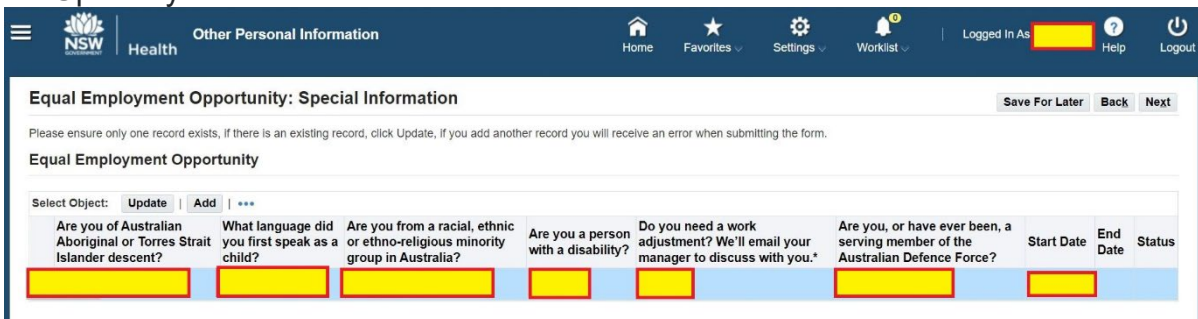 NSW
GOVERNMENT
Health
Other Personal Information
Home
Favorites
Settings
0
Worklist
Logged In As
?
Help
Logout
Equal Employment Opportunity: Special Information
Save For Later
Back
Next
Please ensure only one record exists, if there is an existing record, click Update, if you add another record you will receive an error when submitting the form.
Equal Employment Opportunity
Select Object: Update | Add | •••
Are you of Australian
Aboriginal or Torres Strait
Islander descent?
What language did
you first speak as a
child?
Are you from a racial, ethnic
or ethno-religious minority
group in Australia?
Are you a person
with a disability?
Do you need a work
adjustment? We'll email your
manager to discuss with you.*
Are you, or have ever been, a
serving member of the
Australian Defence Force?
Start Date
End
Date
Status